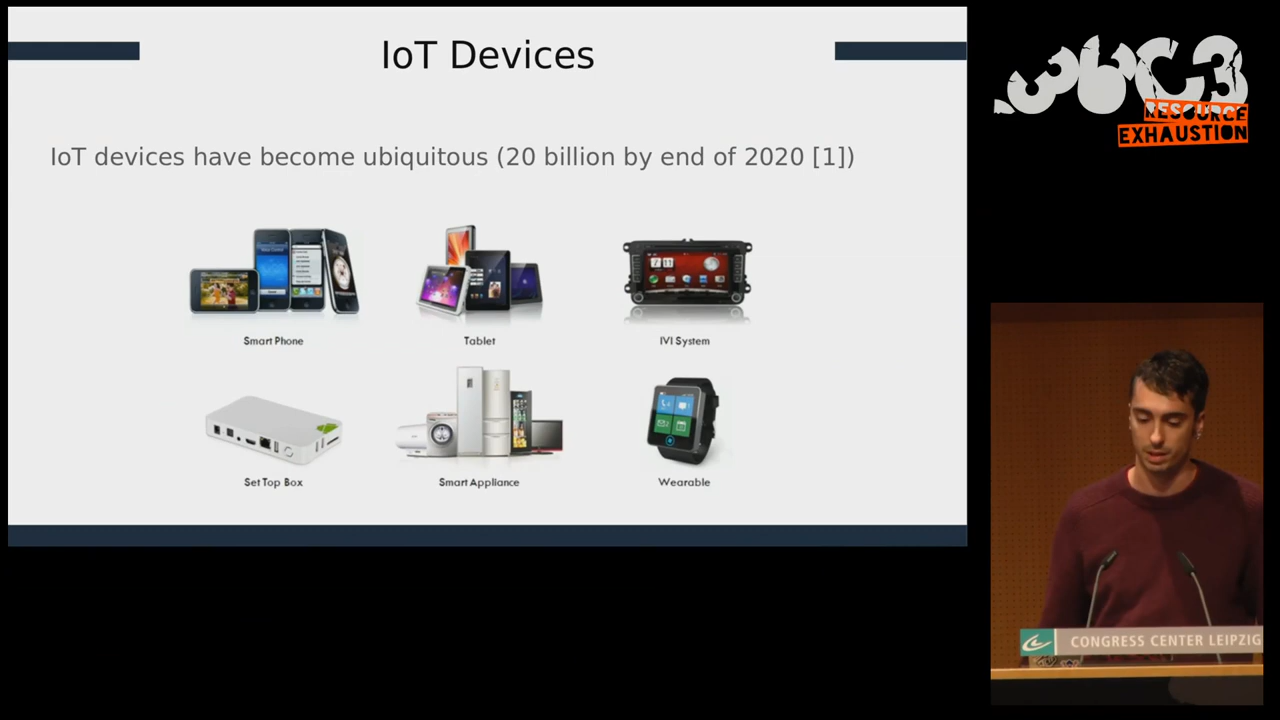 IoT Devices
IoT devices have become ubiquitous (20 billion by end of 2020 [1])
Smart Phone
Tablet
IVI System
Set Top Box
Smart Appliance
Wearable
36C3
RESOURCE
EXHAUSTION
CONGRESS CENTER LEIPZIG